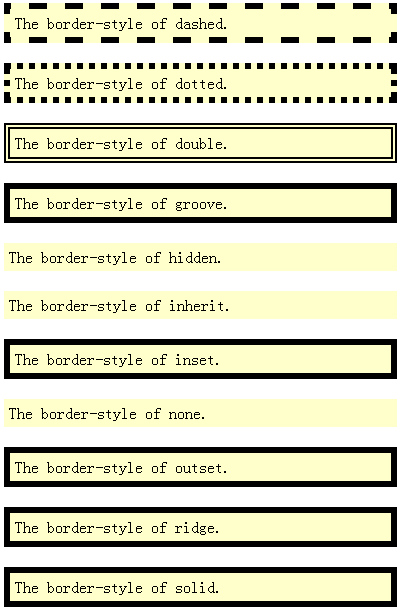 The border-style of dashed.
The border-style of dotted.
The border-style of double.
The border-style of groove.
The border-style of hidden.
The border-style of inherit.
The border-style of inset.
The border-style of none.
The border-style of outset.
The border-style of ridge.
The border-style of solid.